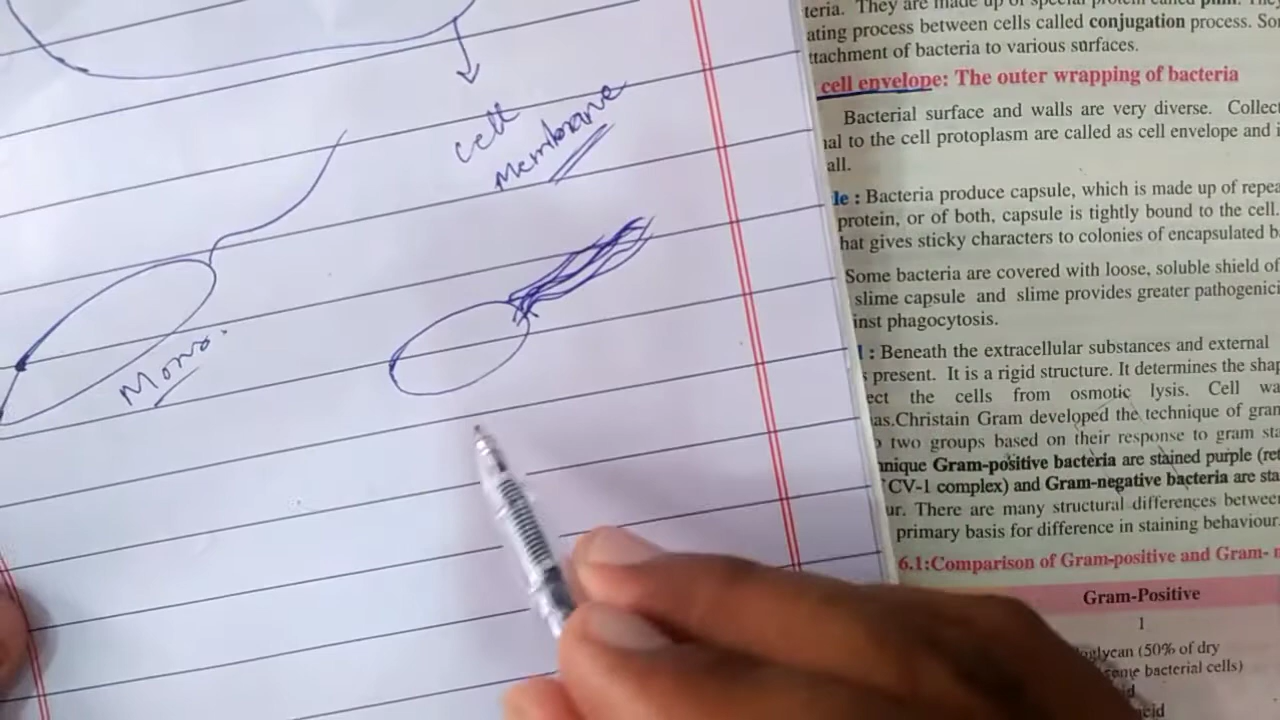 cell
membrane
Mono.
teria. They are made up of special protein called
ating process between cells called conjugation process. So
ttachment of bacteria to various surfaces.
cell envelope: The outer wrapping of bacteria
Bacterial surface and walls are very diverse. Collect
nal to the cell protoplasm are called as cell envelope and i
all.
le : Bacteria produce capsule, which is made up of repea
protein, or of both, capsule is tightly bound to the cell.
hat gives sticky characters to colonies of encapsulated b
Some bacteria are covered with loose, soluble shield of
slime capsule and slime provides greater pathogenici
inst phagocytosis.
l : Beneath the extracellular substances and external
s present. It is a rigid structure. It determines the shap
ect the cells from osmotic lysis. Cell wa
as.Christain Gram developed the technique of gran
o two groups based on their response to gram sta
nique Gram-positive bacteria are stained purple (ret
CV-1 complex) and Gram-negative bacteria are sta
ur. There are many structural differences between
primary basis for difference in staining behaviour.
6.1:Comparison of Gram-positive and Gram- n
Gram-Positive
1
oglycan (50% of dry
some bacterial cells)
id
acid